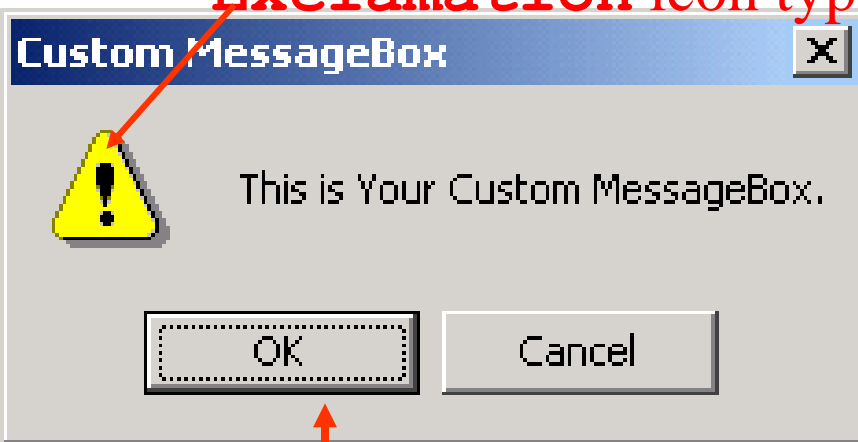 Exclamation icon typ
Custom MessageBox
This is Your Custom MessageBox.
OK Cancel